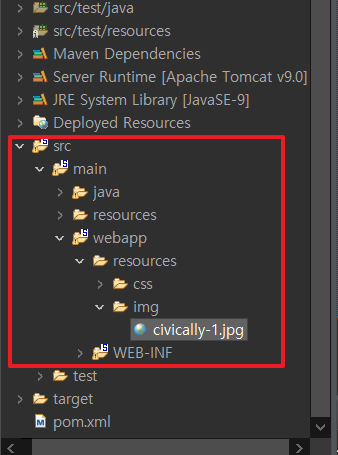 src/test/java
src/test/resources
Maven Dependencies
Server Runtime [Apache Tomcat v9.0]
JRE System Library [JavaSE-9]
Deployed Resources
src
main
java
resources
webapp
resources
css
img
civically-1.jpg
WEB-INF
test
target
pom.xml